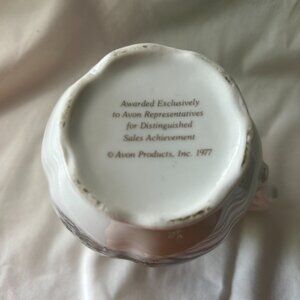 Awarded Exclusively
to Avon Representatives
for Distinguished
Sales Achievement
© Avon Products, Inc. 1977